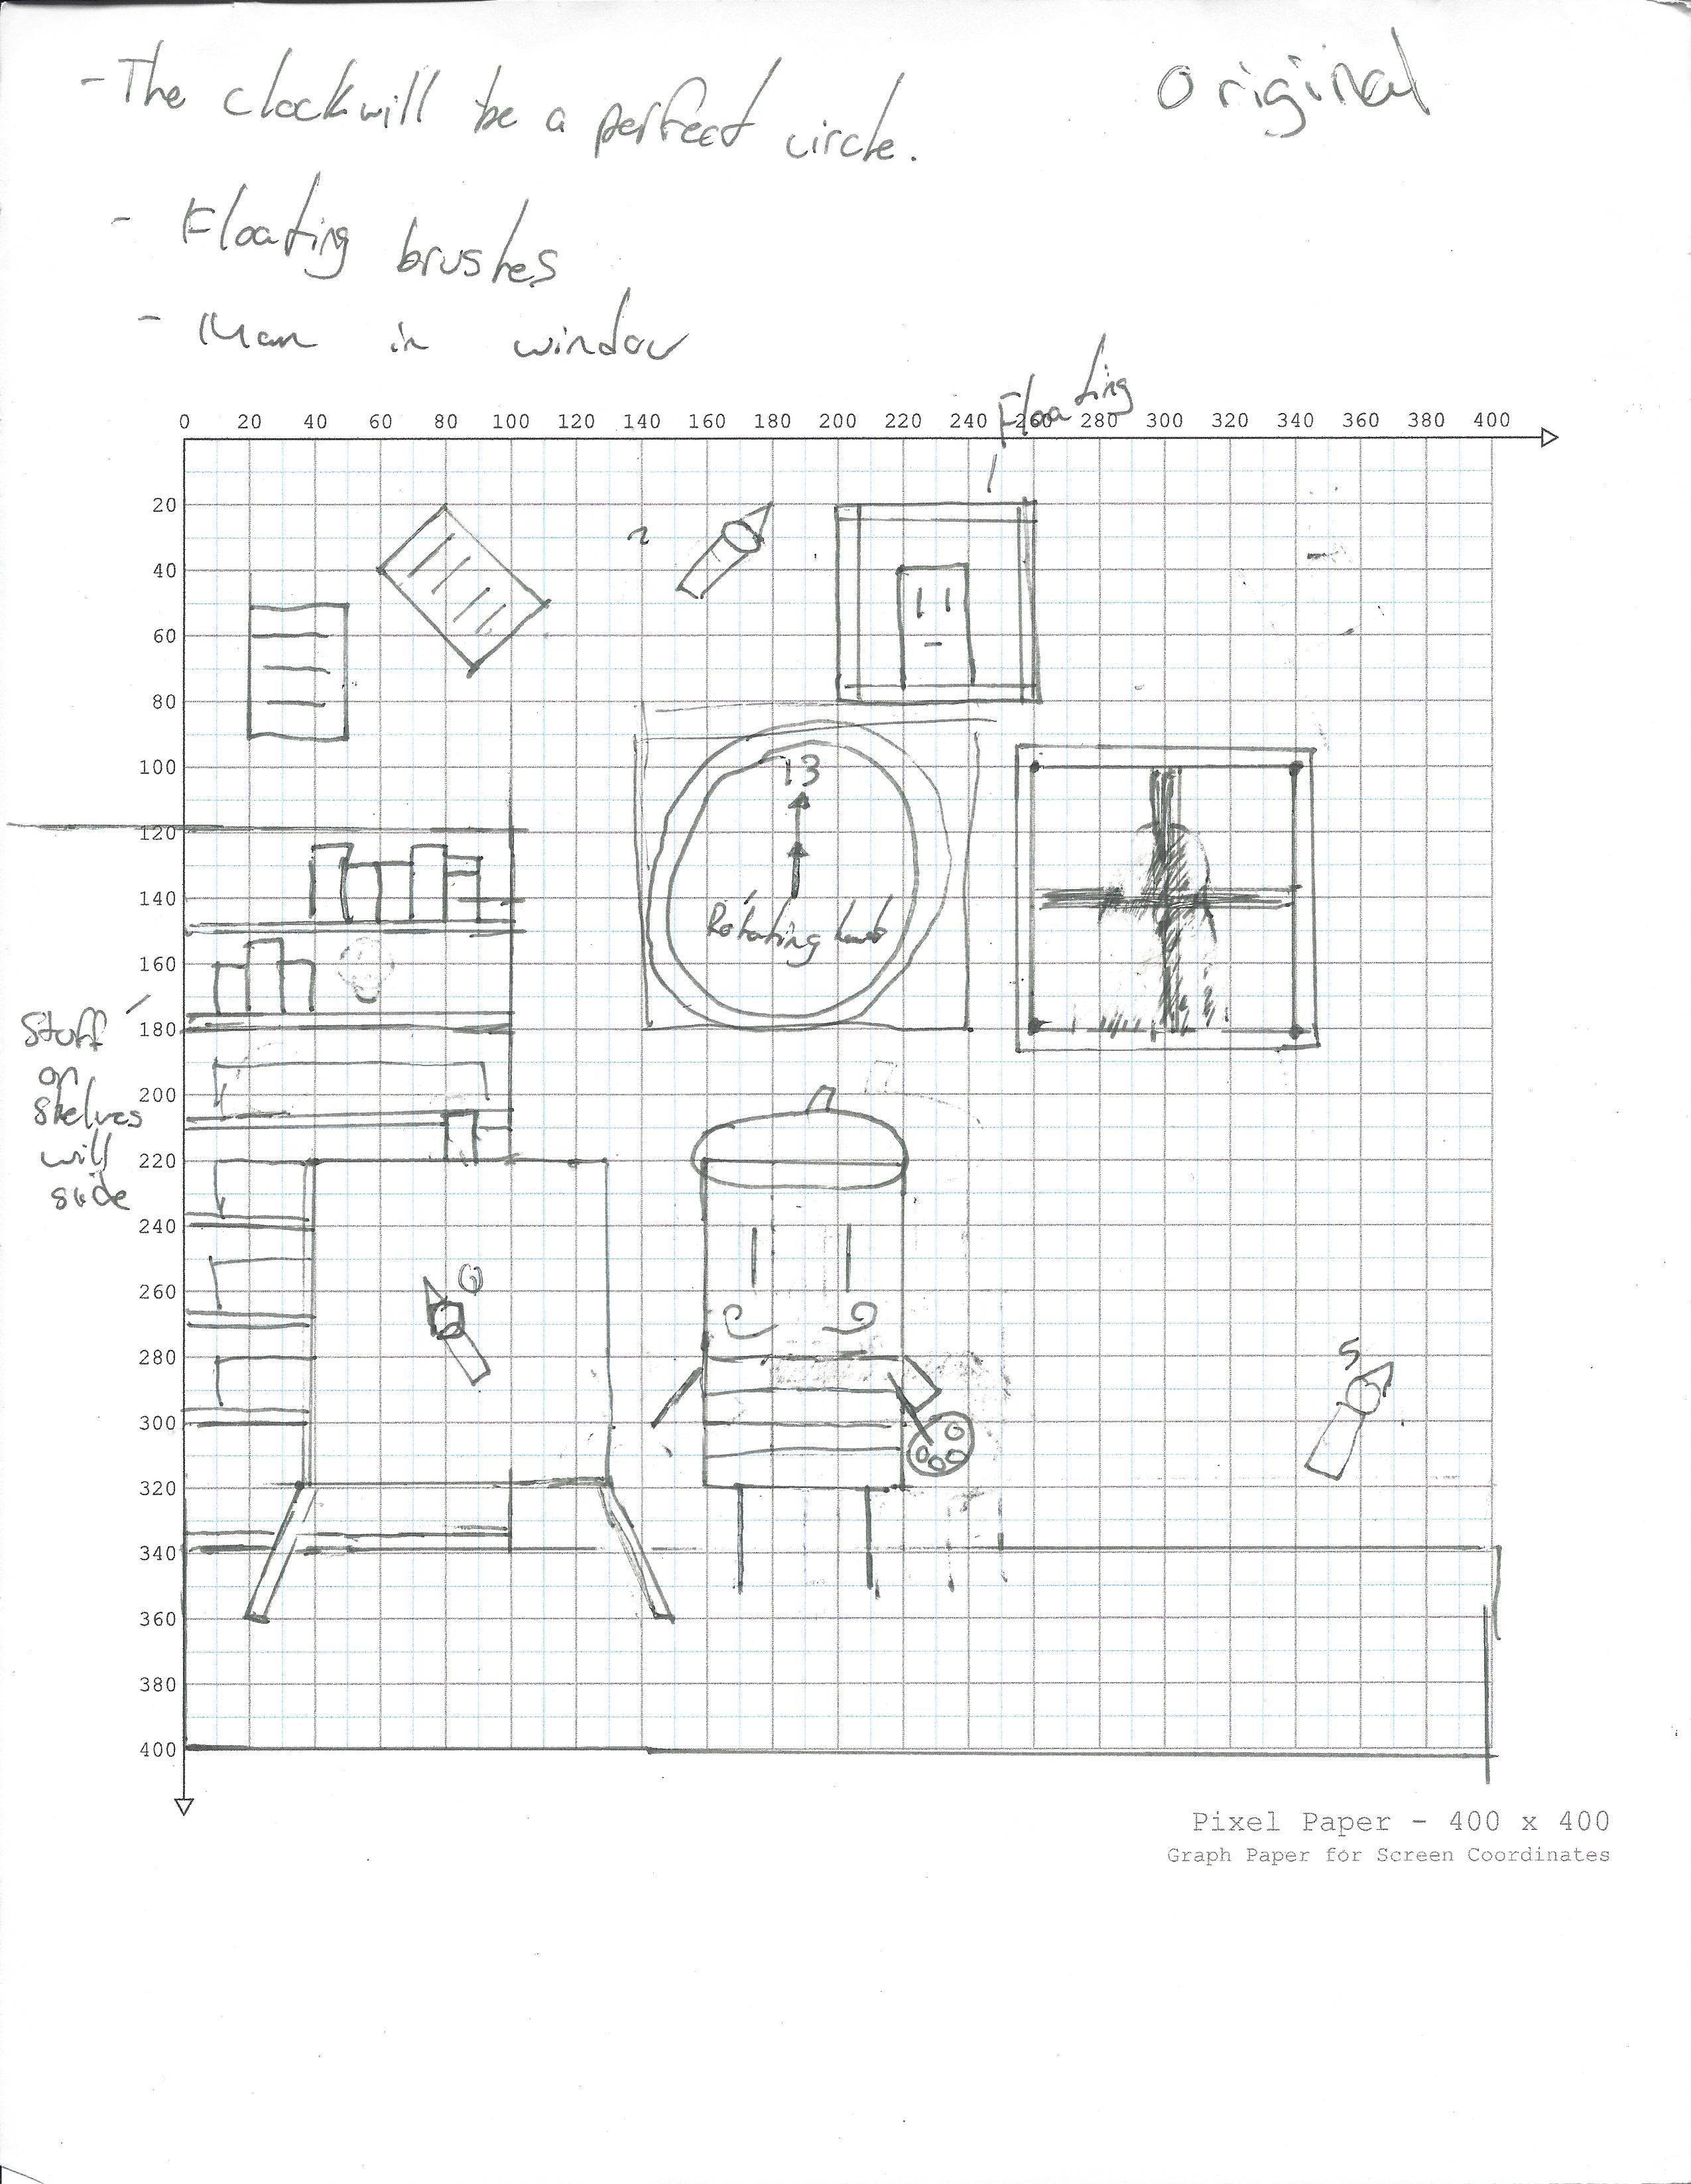 - The clock will be a perfect circle.
original
- Floating brushes
- Man in window
Floating
0 20 40 60 80 100 120 140 160 180 200 220 240 260 280 300 320 340 360 380 400
20
40
60
80
100
120
140
160
180
200
220
240
260
280
300
320
340
360
380
400
2
13
Rotating
Stuff
on
shelves
will
slide
5
Pixel Paper - 400 x 400
Graph Paper for Screen Coordinates